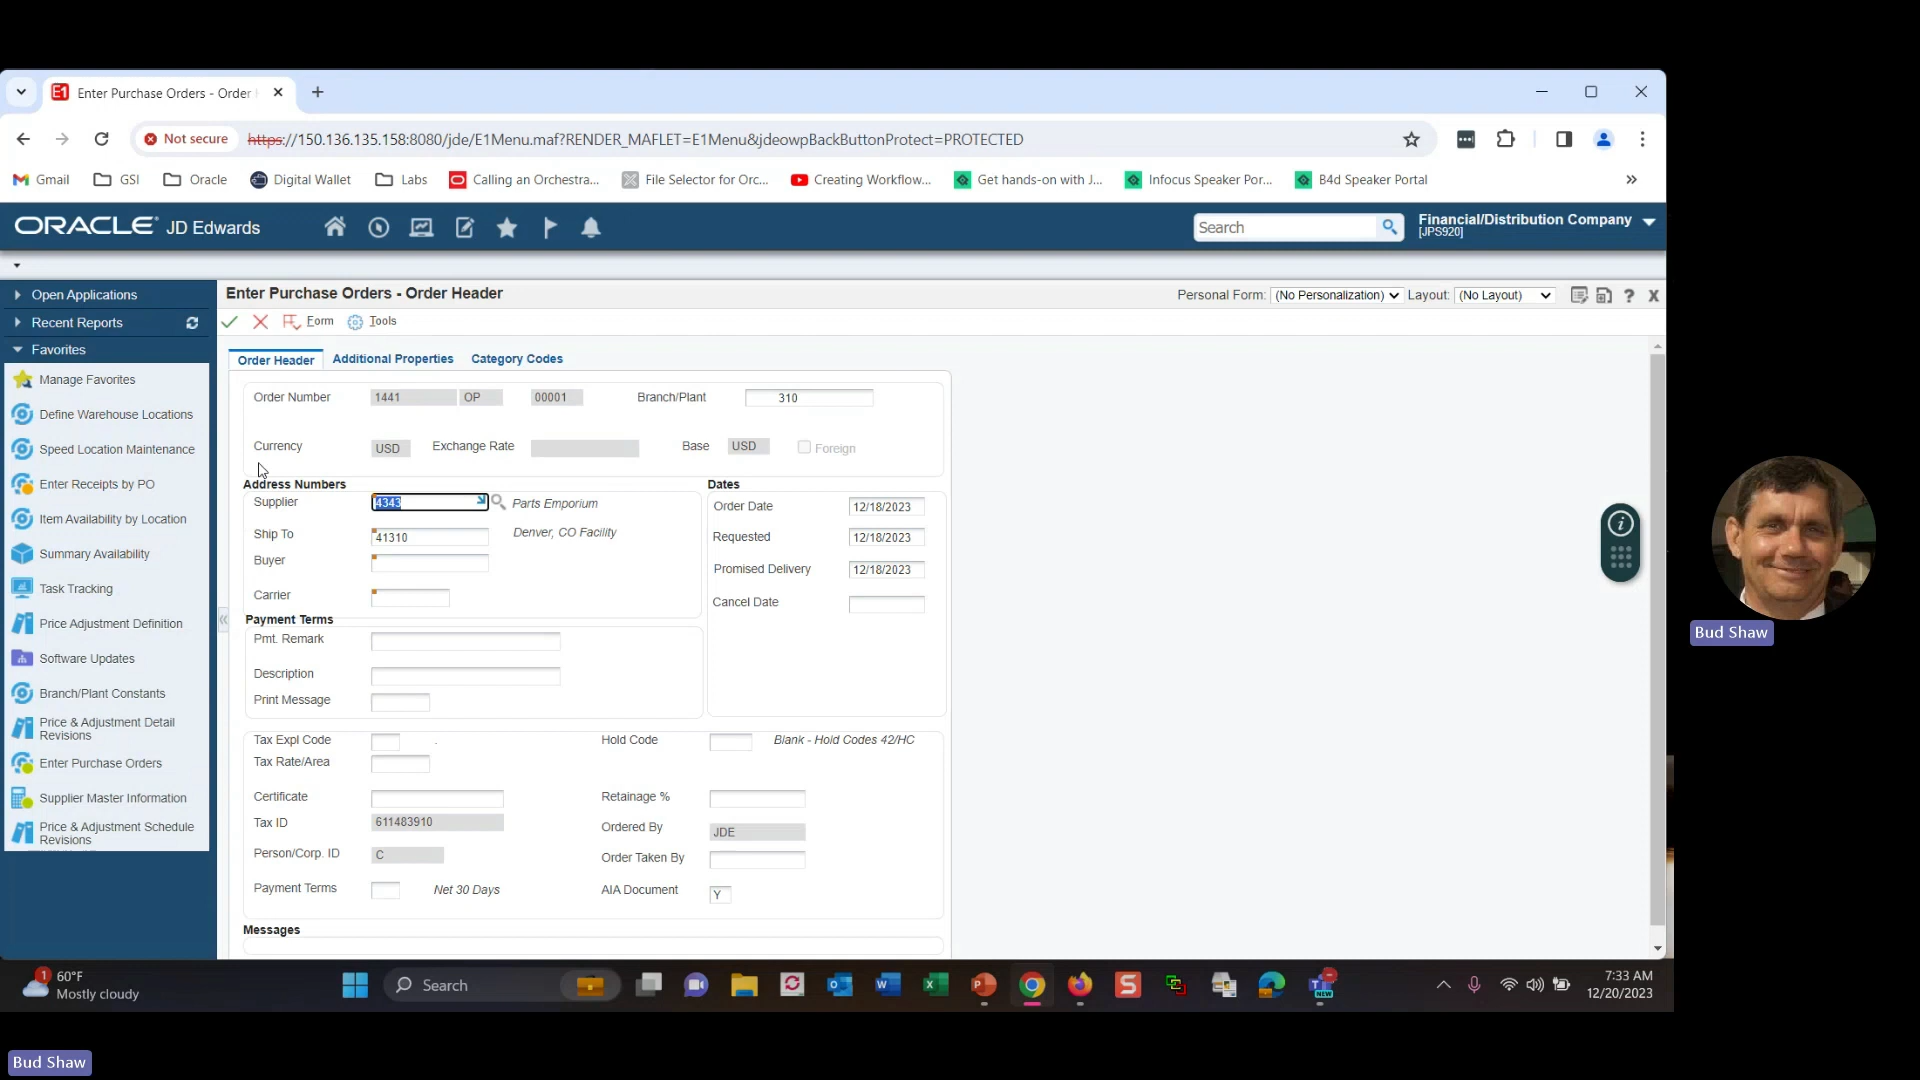 Enter Purchase Orders - Order
Not secure https://150.136.135.158:8080/jde/E1Menu.maf?RENDER_MAFLET=E1Menu&jdeowpBackButtonProtect=PROTECTED
Gmail GSI Oracle Digital Wallet Labs Calling an Orchestra... File Selector for Orc... Creating Workflow... Get hands-on with J... Infocus Speaker Por... B4d Speaker Portal »
ORACLE JD Edwards Search Financial/Distribution Company
[JPS920]
Open Applications
Recent Reports
Favorites
Manage Favorites
Define Warehouse Locations
Speed Location Maintenance
Enter Receipts by PO
Item Availability by Location
Summary Availability
Task Tracking
Price Adjustment Definition
Software Updates
Branch/Plant Constants
Price & Adjustment Detail
Revisions
Enter Purchase Orders
Supplier Master Information
Price & Adjustment Schedule
Revisions
Enter Purchase Orders - Order Header
Personal Form: (No Personalization) Layout: (No Layout) ? X
Form Tools
Order Header Additional Properties Category Codes
Order Number 1441 OP 00001 Branch/Plant 310
Currency USD Exchange Rate Base USD Foreign
Address Numbers
Supplier 4343 Parts Emporium
Ship To 41310 Denver, CO Facility
Buyer
Carrier
Dates
Order Date 12/18/2023
Requested 12/18/2023
Promised Delivery 12/18/2023
Cancel Date
Payment Terms
Pmt. Remark
Description
Print Message
Tax Expl Code . Hold Code Blank - Hold Codes 42/HC
Tax Rate/Area
Certificate Retainage %
Tax ID 611483910 Ordered By JDE
Person/Corp. ID C Order Taken By
Payment Terms Net 30 Days AIA Document Y
Messages
Bud Shaw
1 60°F
Mostly cloudy
Search
7:33 AM
12/20/2023
Bud Shaw